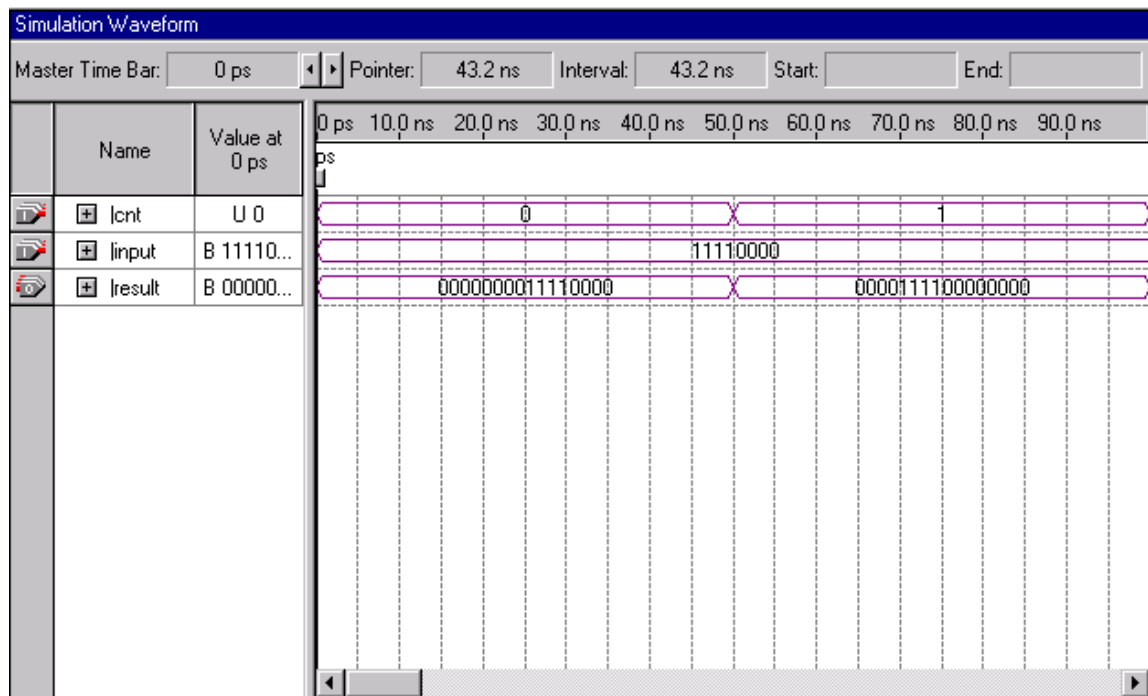 Simulation Waveform
Master Time Bar: 0 ps Pointer: 43.2 ns Interval: 43.2 ns Start: End:
Name Value at 0 ps 0 ps 10.0 ns 20.0 ns 30.0 ns 40.0 ns 50.0 ns 60.0 ns 70.0 ns 80.0 ns 90.0 ns
ps
|cnt U 0 0 1
|input B 11110... 11110000
|result B 00000... 0000000011110000 0000111100000000